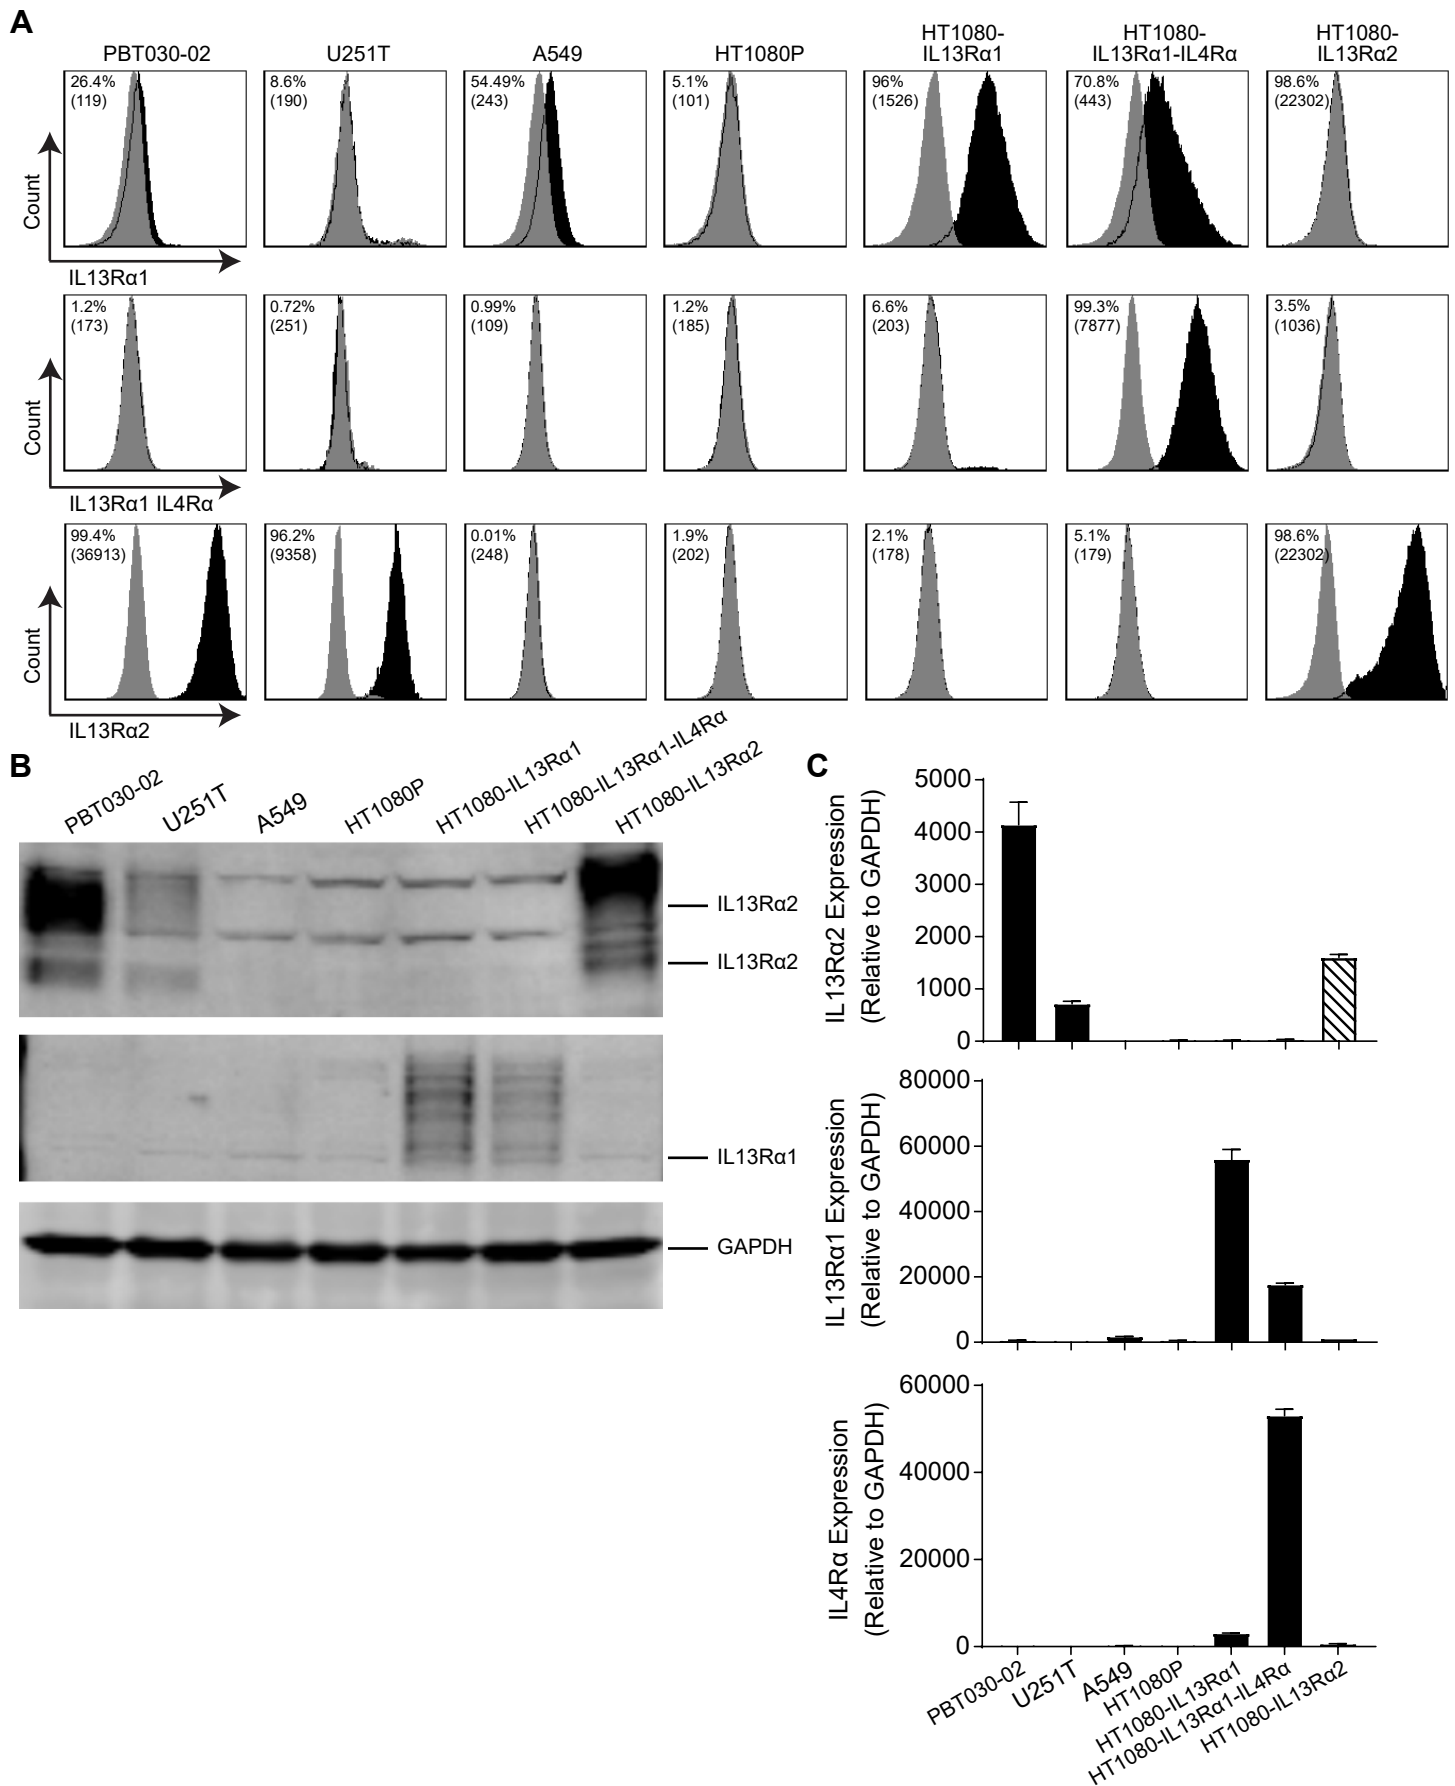 A
PBT030-02
U251T
A549
HT1080P
HT1080-
IL13Rα1
HT1080-
IL13Rα1-IL4Rα
HT1080-
IL13Rα2
26.4%
(119)
8.6%
(190)
54.49%
(243)
5.1%
(101)
96%
(1526)
70.8%
(443)
98.6%
(22302)
Count
IL13Rα1
1.2%
(173)
0.72%
(251)
0.99%
(109)
1.2%
(185)
6.6%
(203)
99.3%
(7877)
3.5%
(1036)
Count
IL13Rα1 IL4Rα
99.4%
(36913)
96.2%
(9358)
0.01%
(248)
1.9%
(202)
2.1%
(178)
5.1%
(179)
98.6%
(22302)
Count
IL13Rα2
B
PBT030-02
U251T
A549
HT1080P
HT1080-IL13Rα1
HT1080-IL13Rα1-IL4Rα
HT1080-IL13Rα2
IL13Rα2
IL13Rα2
IL13Rα1
GAPDH
C
IL13Rα2 Expression
(Relative to GAPDH)
5000
4000
3000
2000
1000
0
IL13Rα1 Expression
(Relative to GAPDH)
80000
60000
40000
20000
0
IL4Rα Expression
(Relative to GAPDH)
60000
40000
20000
0
PBT030-02
U251T
A549
HT1080P
HT1080-IL13Rα1
HT1080-IL13Rα1-IL4Rα
HT1080-IL13Rα2